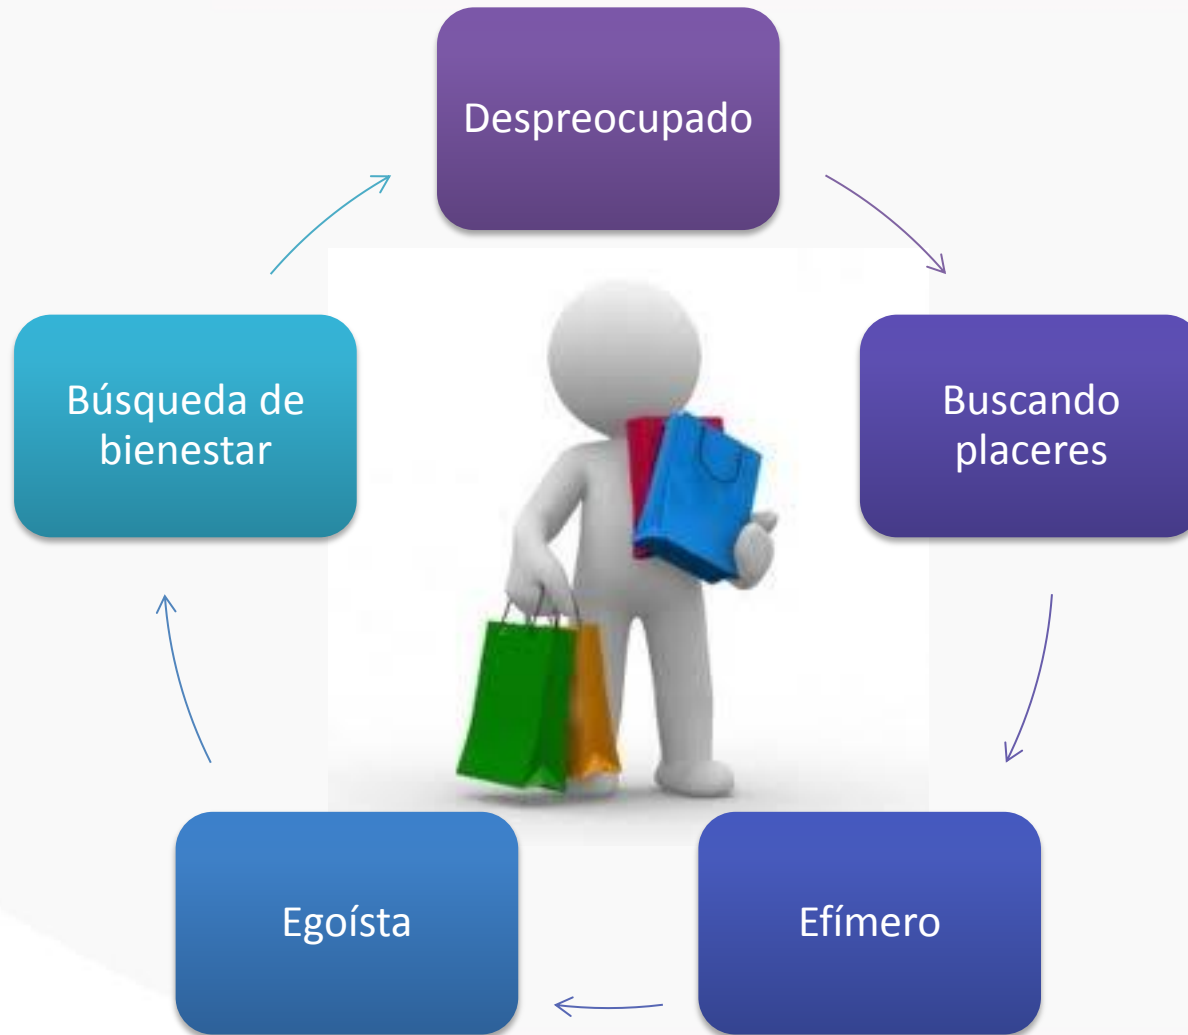 Despreocupado
Buscando
placeres
Efímero
Egoísta
Búsqueda de
bienestar